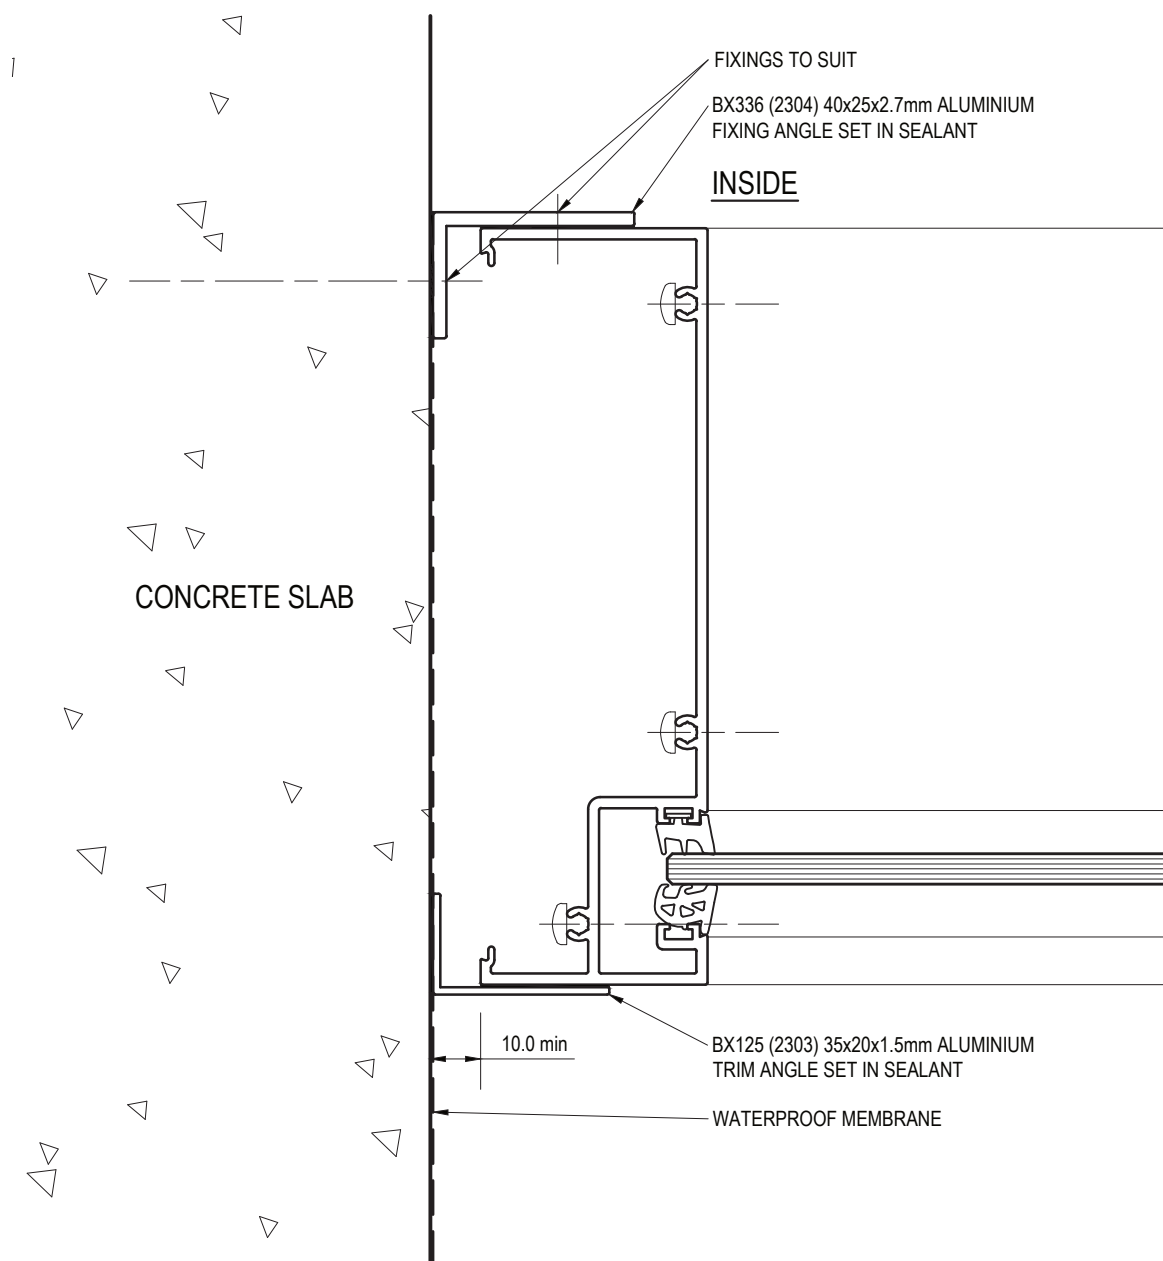 FIXINGS TO SUIT
BX336 (2304) 40x25x2.7mm ALUMINIUM
FIXING ANGLE SET IN SEALANT
INSIDE
CONCRETE SLAB
10.0 min
BX125 (2303) 35x20x1.5mm ALUMINIUM
TRIM ANGLE SET IN SEALANT
WATERPROOF MEMBRANE